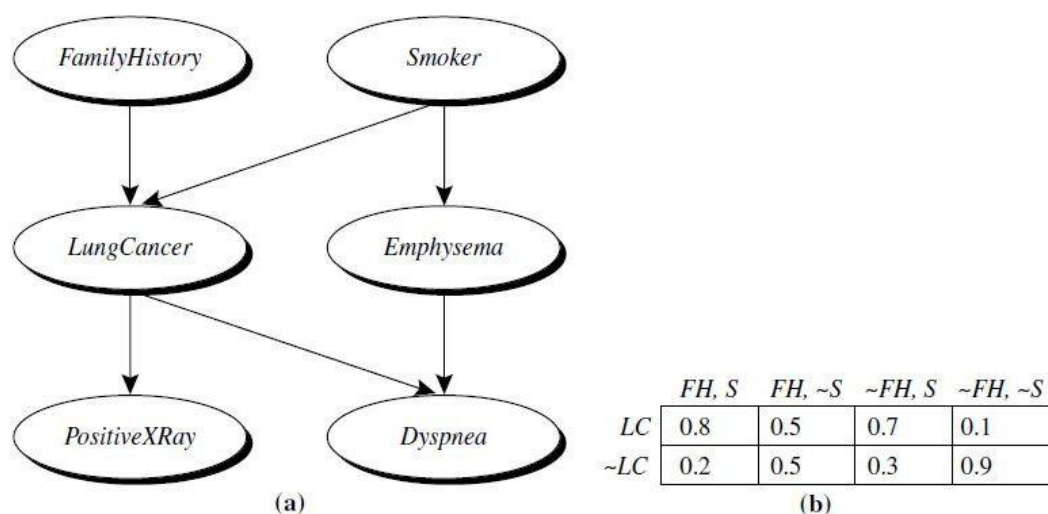 FamilyHistory
Smoker
LungCancer
Emphysema
PositiveXRay
Dyspnea
(a)
FH, S FH, ~S ~FH, S ~FH, ~S
LC 0.8 0.5 0.7 0.1
~LC 0.2 0.5 0.3 0.9
(b)